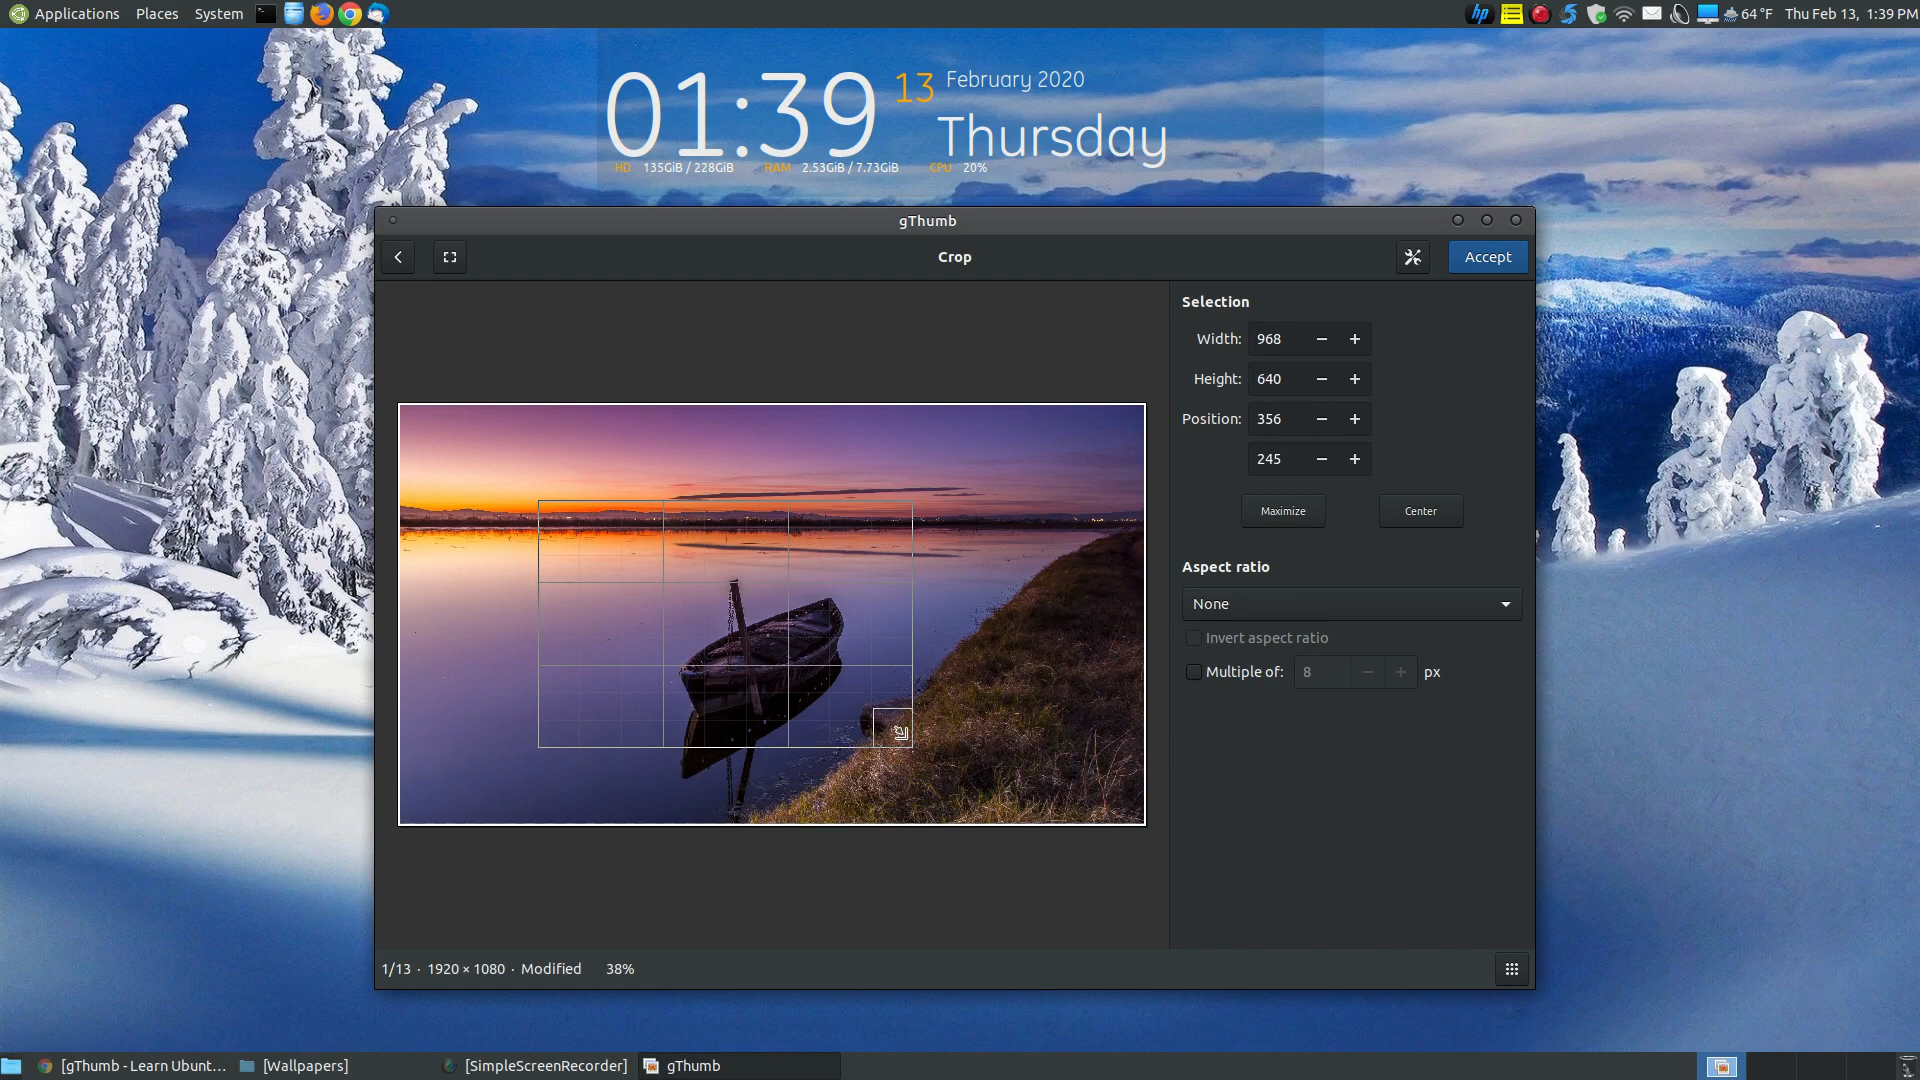 Applications Places System
hp 64 °F Thu Feb 13, 1:39 PM
01:39 13 February 2020
Thursday
HD 135GiB / 228GiB RAM 2.53GiB / 7.73GiB CPU 20%
gThumb
Crop Accept
Selection
Width: 968 − +
Height: 640 − +
Position: 356 − +
245 − +
Maximize Center
Aspect ratio
None
Invert aspect ratio
Multiple of: 8 − + px
1/13 · 1920 × 1080 · Modified 38%
[gThumb - Learn Ubunt... [Wallpapers] [SimpleScreenRecorder] gThumb